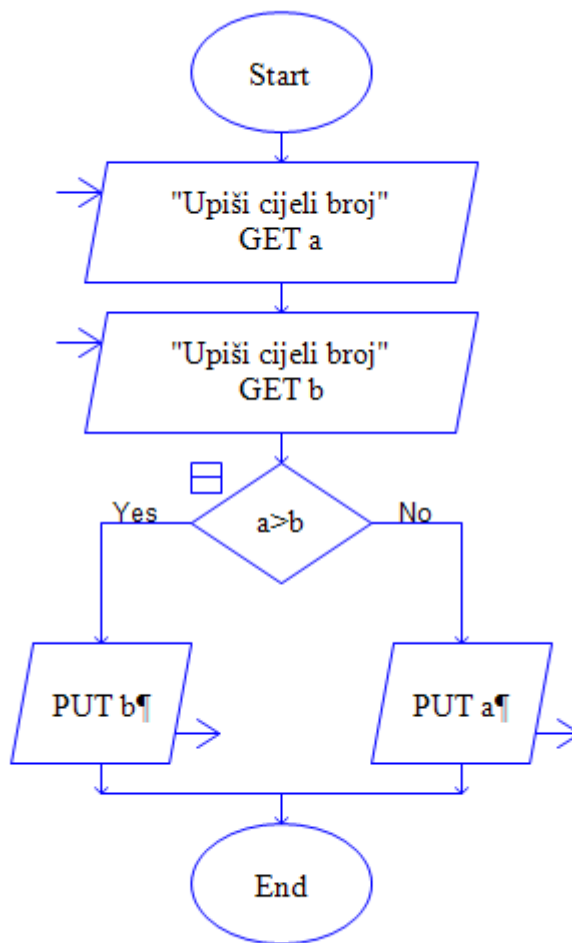 Start
"Upiši cijeli broj"
GET a
"Upiši cijeli broj"
GET b
a>b
Yes
No
PUT b¶
PUT a¶
End